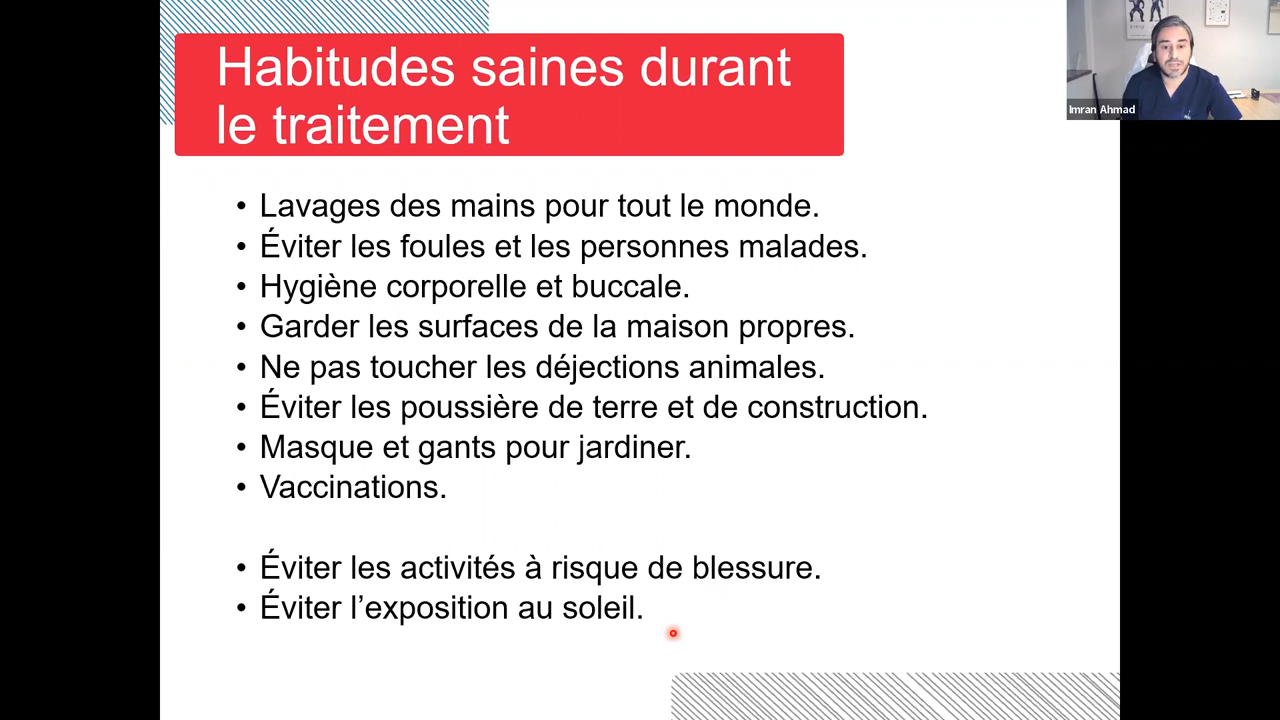 Habitudes saines durant
le traitement
Imran Ahmad
• Lavages des mains pour tout le monde.
• Éviter les foules et les personnes malades.
• Hygiène corporelle et buccale.
• Garder les surfaces de la maison propres.
• Ne pas toucher les déjections animales.
• Éviter les poussière de terre et de construction.
• Masque et gants pour jardiner.
• Vaccinations.
• Éviter les activités à risque de blessure.
• Éviter l’exposition au soleil.